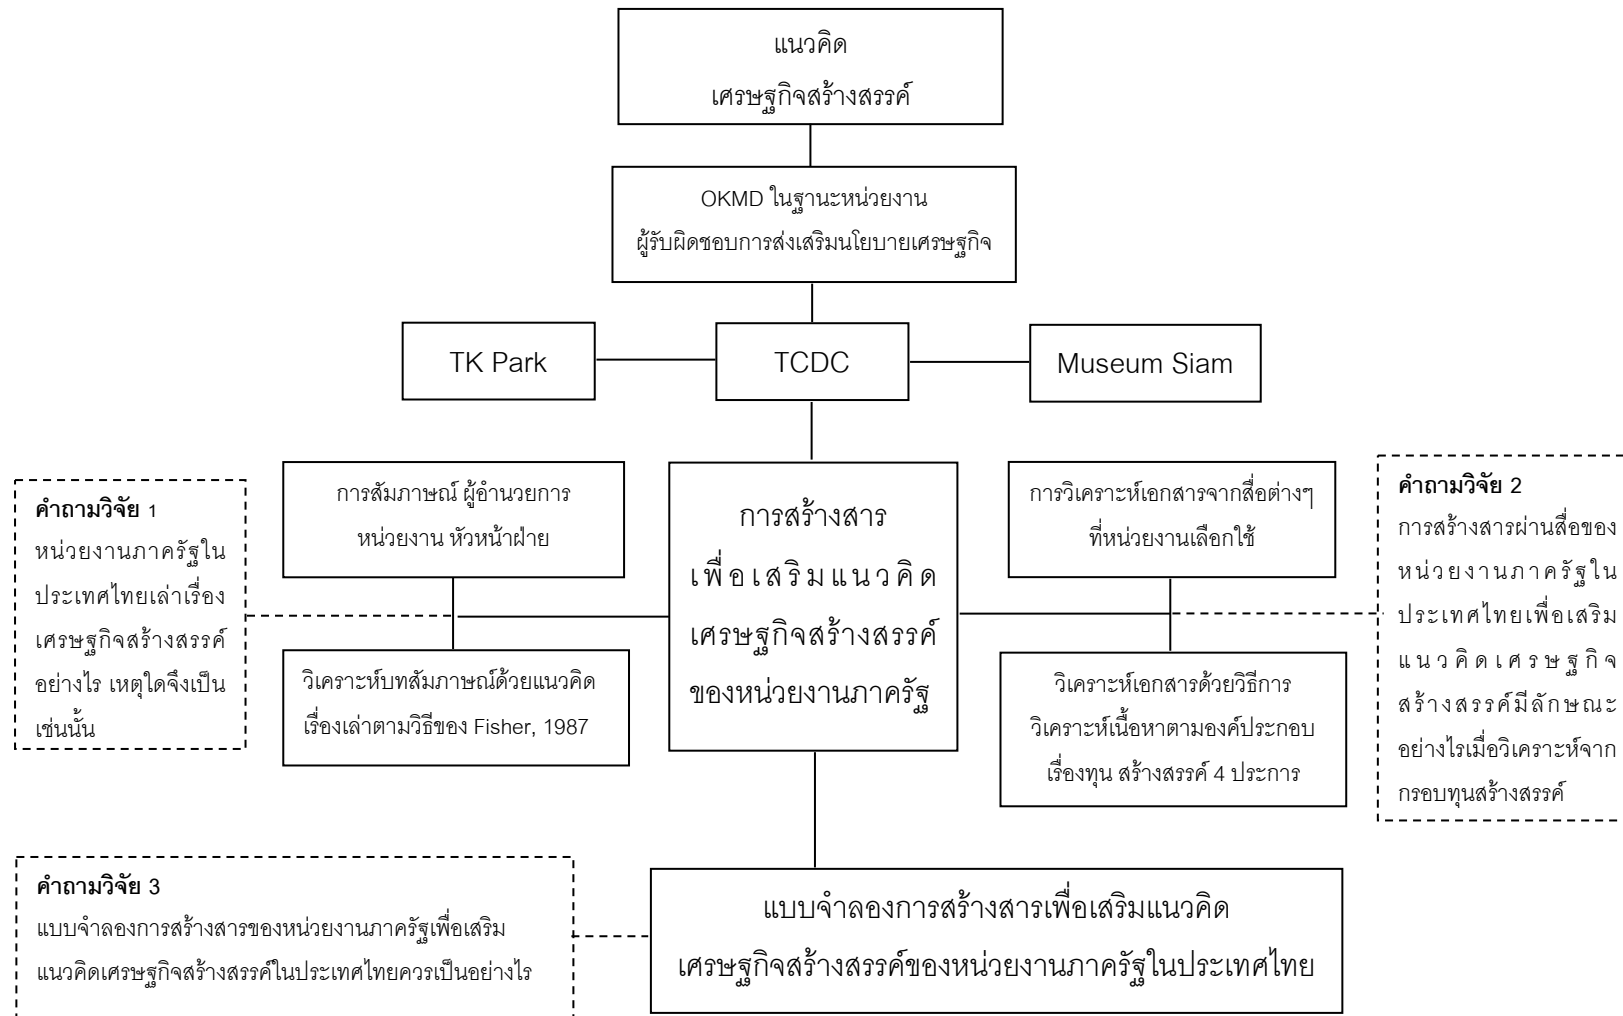 แนวคิด
เศรษฐกิจสร้างสรรค์
OKMD ในฐานะหน่วยงาน
ผู้รับผิดชอบการส่งเสริมนโยบายเศรษฐกิจ
TK Park
TCDC
Museum Siam
คำถามวิจัย 1
หน่วยงานภาครัฐใน
ประเทศไทยเล่าเรื่อง
เศรษฐกิจสร้างสรรค์
อย่างไร เหตุใดจึงเป็น
เช่นนั้น
การสัมภาษณ์ ผู้อำนวยการ
หน่วยงาน หัวหน้าฝ่าย
วิเคราะห์บทสัมภาษณ์ด้วยแนวคิด
เรื่องเล่าตามวิธีของ Fisher, 1987
การสร้างสาร
เพื่อเสริมแนวคิด
เศรษฐกิจสร้างสรรค์
ของหน่วยงานภาครัฐ
การวิเคราะห์เอกสารจากสื่อต่างๆ
ที่หน่วยงานเลือกใช้
วิเคราะห์เอกสารด้วยวิธีการ
วิเคราะห์เนื้อหาตามองค์ประกอบ
เรื่องทุน สร้างสรรค์ 4 ประการ
คำถามวิจัย 2
การสร้างสารผ่านสื่อของ
หน่วยงานภาครัฐใน
ประเทศไทยเพื่อเสริม
แนวคิดเศรษฐกิจ
สร้างสรรค์มีลักษณะ
อย่างไรเมื่อวิเคราะห์จาก
กรอบทุนสร้างสรรค์
คำถามวิจัย 3
แบบจำลองการสร้างสารของหน่วยงานภาครัฐเพื่อเสริม
แนวคิดเศรษฐกิจสร้างสรรค์ในประเทศไทยควรเป็นอย่างไร
แบบจำลองการสร้างสารเพื่อเสริมแนวคิด
เศรษฐกิจสร้างสรรค์ของหน่วยงานภาครัฐในประเทศไทย